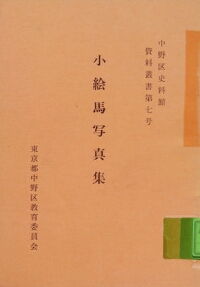 中野区史料館
資料叢書第七号
小絵馬写真集
東京都中野区教育委員会